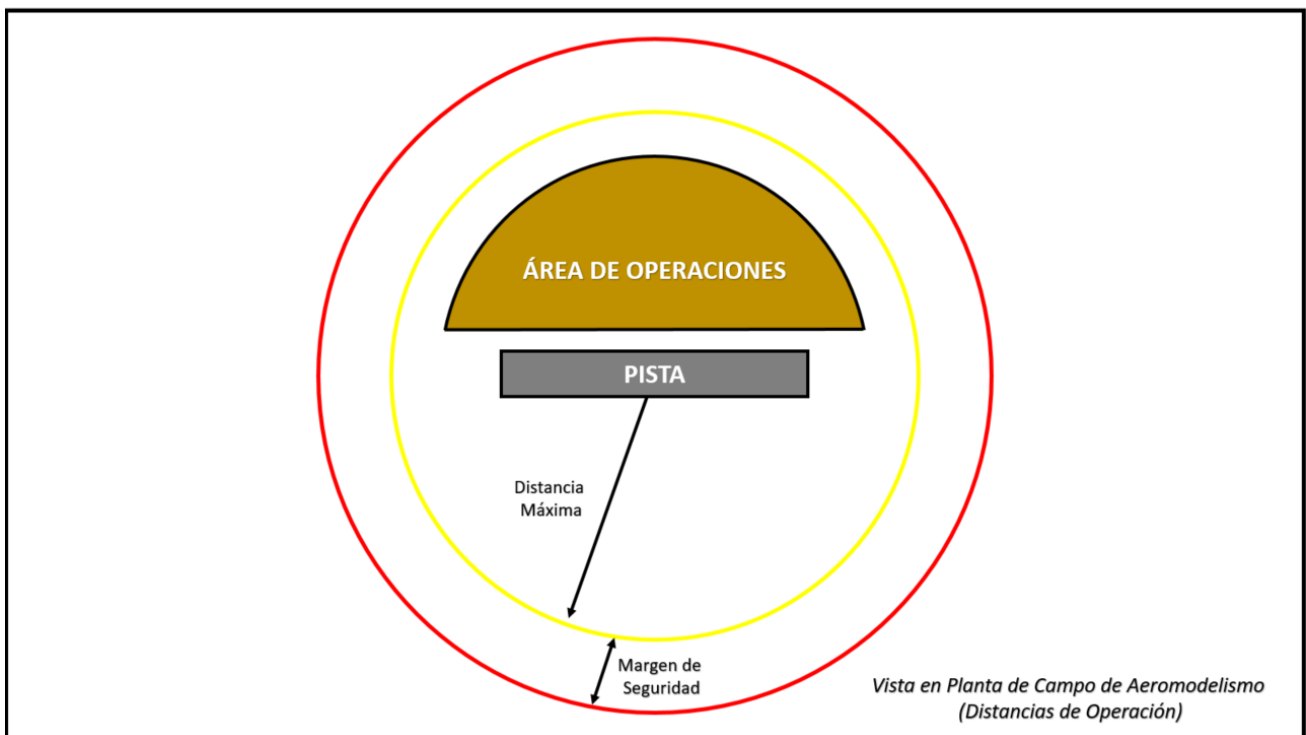 ÁREA DE OPERACIONES
PISTA
Distancia
Máxima
Margen de
Seguridad
Vista en Planta de Campo de Aeromodelismo
(Distancias de Operación)